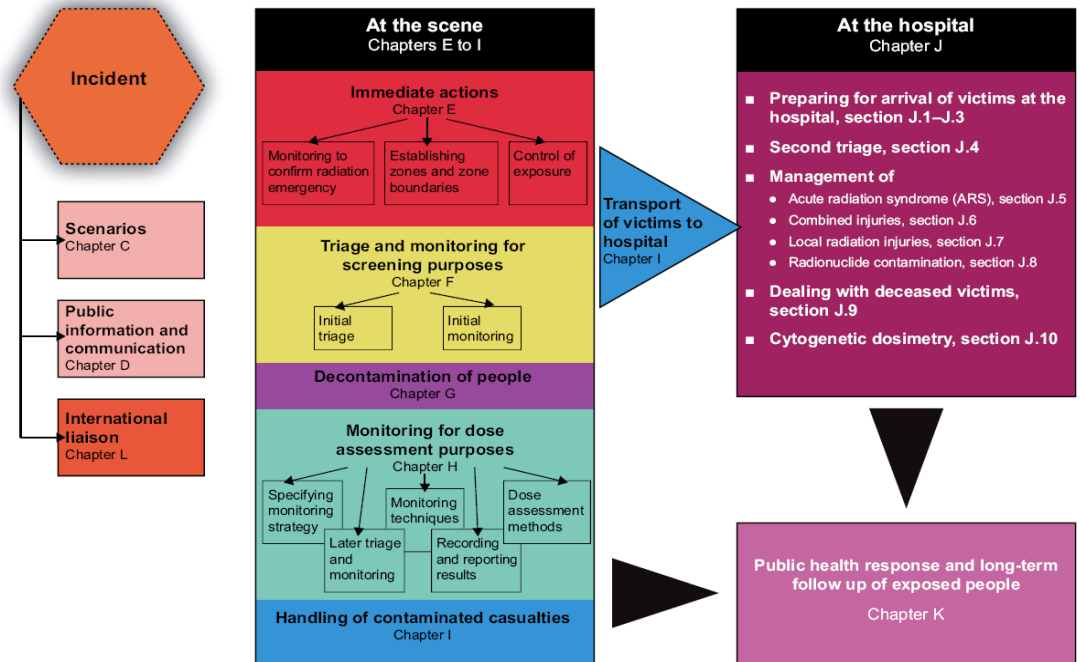 Incident
Scenarios
Chapter C
Public
information and
communication
Chapter D
International
liaison
Chapter L
At the scene
Chapters E to I
Immediate actions
Chapter E
Monitoring to
confirm radiation
emergency
Establishing
zones and zone
boundaries
Control of
exposure
Triage and monitoring for
screening purposes
Chapter F
Initial
triage
Initial
monitoring
Decontamination of people
Chapter G
Monitoring for dose
assessment purposes
Chapter H
Specifying
monitoring
strategy
Later triage
and
monitoring
Monitoring
techniques
Recording
and reporting
results
Dose
assessment
methods
Handling of contaminated casualties
Chapter I
Transport
of victims to
hospital
Chapter I
At the hospital
Chapter J
■ Preparing for arrival of victims at the
hospital, section J.1–J.3
■ Second triage, section J.4
■ Management of
● Acute radiation syndrome (ARS), section J.5
● Combined injuries, section J.6
● Local radiation injuries, section J.7
● Radionuclide contamination, section J.8
■ Dealing with deceased victims,
section J.9
■ Cytogenetic dosimetry, section J.10
Public health response and long-term
follow up of exposed people
Chapter K